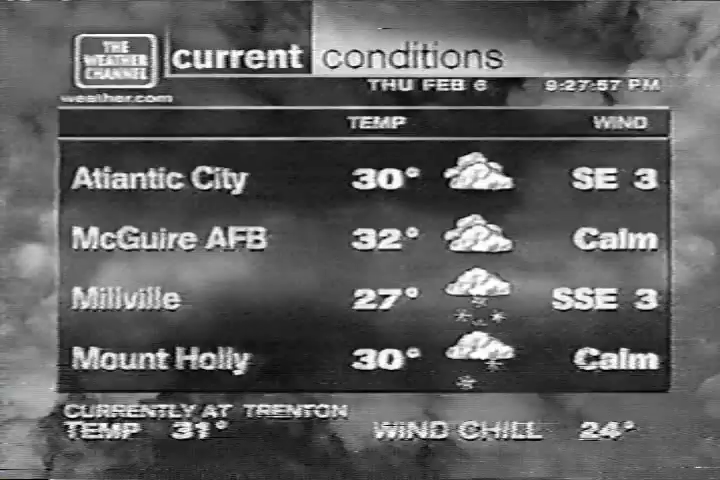 THE
WEATHER
CHANNEL
current conditions
weather.com
THU FEB 6 9:27:57 PM
TEMP WIND
Atlantic City 30° SE 3
McGuire AFB 32° Calm
Millville 27° SSE 3
Mount Holly 30° Calm
CURRENTLY AT TRENTON
TEMP 31° WIND CHILL 24°